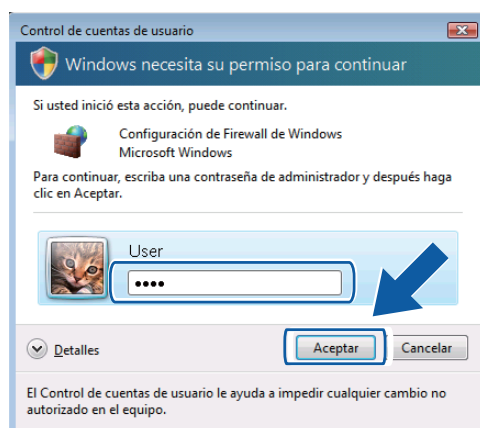 Control de cuentas de usuario
Windows necesita su permiso para continuar
Si usted inició esta acción, puede continuar.
Configuración de Firewall de Windows
Microsoft Windows
Para continuar, escriba una contraseña de administrador y después haga
clic en Aceptar.
User
••••
Detalles
Aceptar
Cancelar
El Control de cuentas de usuario le ayuda a impedir cualquier cambio no
autorizado en el equipo.